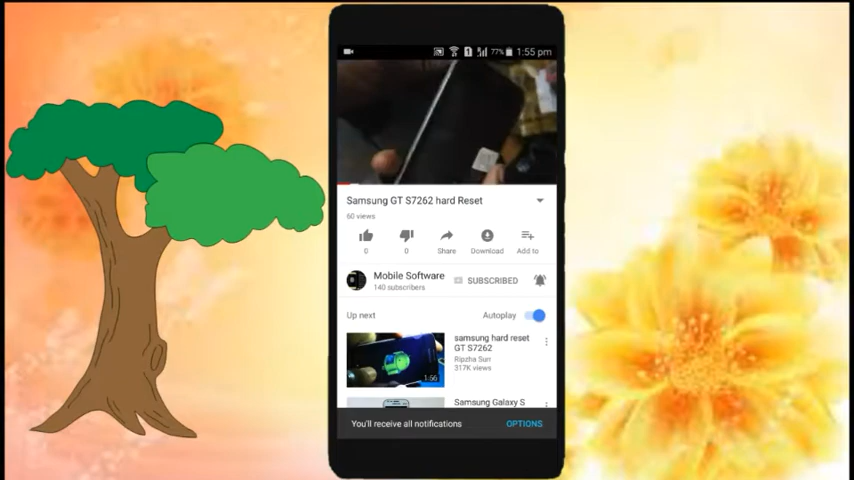 77% 1:55 pm
Samsung GT S7262 hard Reset
60 views
0 0 Share Download Add to
Mobile Software
140 subscribers
SUBSCRIBED
Up next Autoplay
samsung hard reset
GT S7262
Ripzha Surr
317K views
1:56
Samsung Galaxy S
You'll receive all notifications OPTIONS